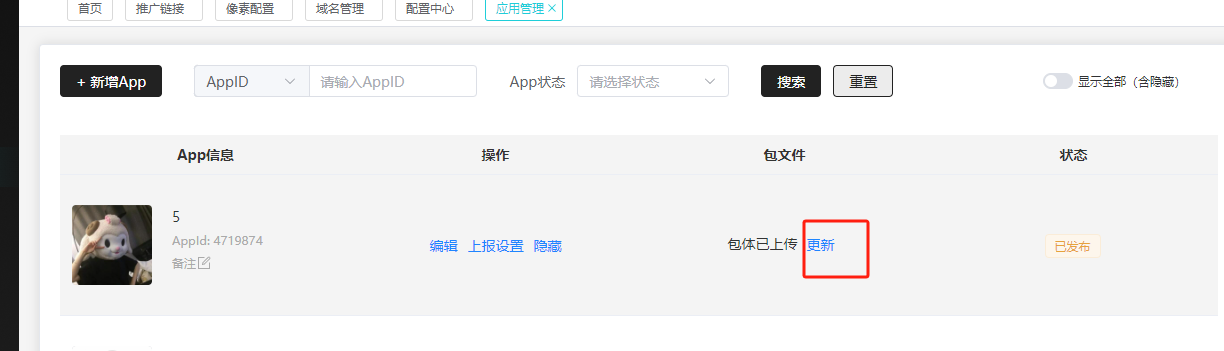 首页 推广链接 像素配置 域名管理 配置中心 应用管理
+ 新增App AppID 请输入AppID App状态 请选择状态 搜索 重置 显示全部（含隐藏）
App信息 操作 包文件 状态
5
AppId: 4719874
备注
编辑 上报设置 隐藏 包体已上传 更新 已发布